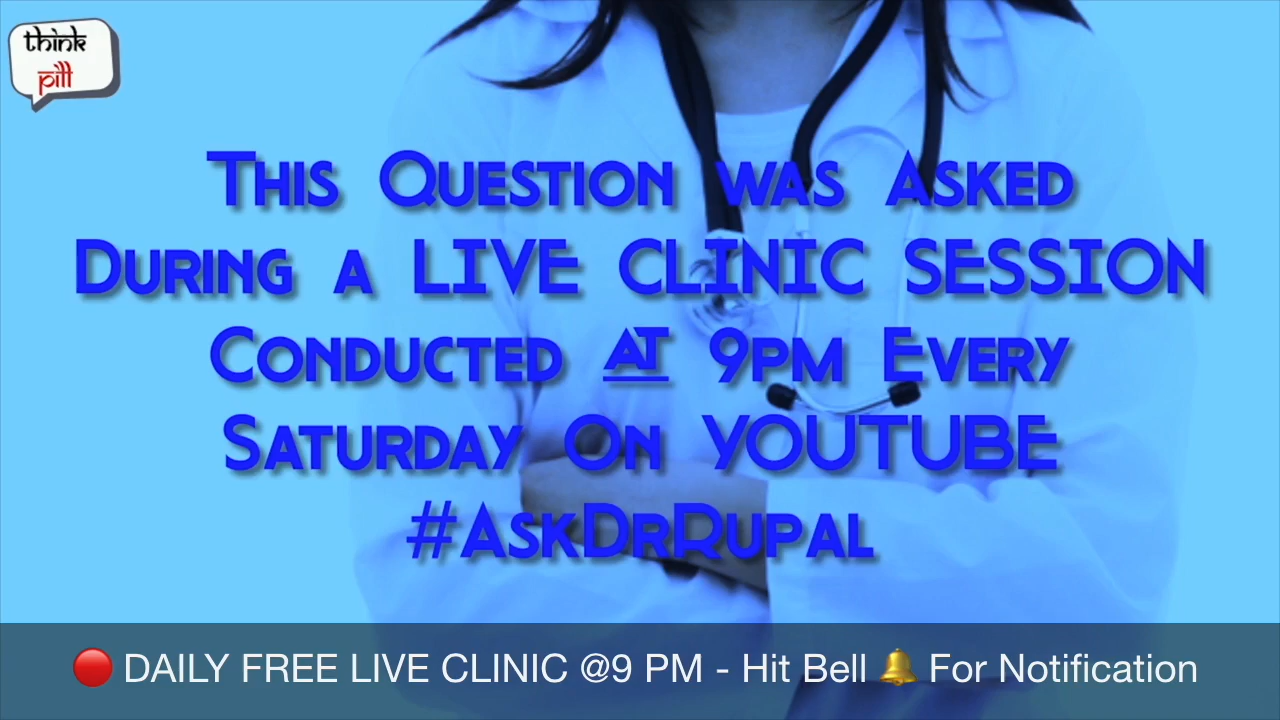 think
pill
This Question was Asked
During a LIVE CLINIC SESSION
Conducted at 9pm Every
Saturday On YOUTUBE
#AskDrRupal
🔴 DAILY FREE LIVE CLINIC @9 PM - Hit Bell 🔔 For Notification